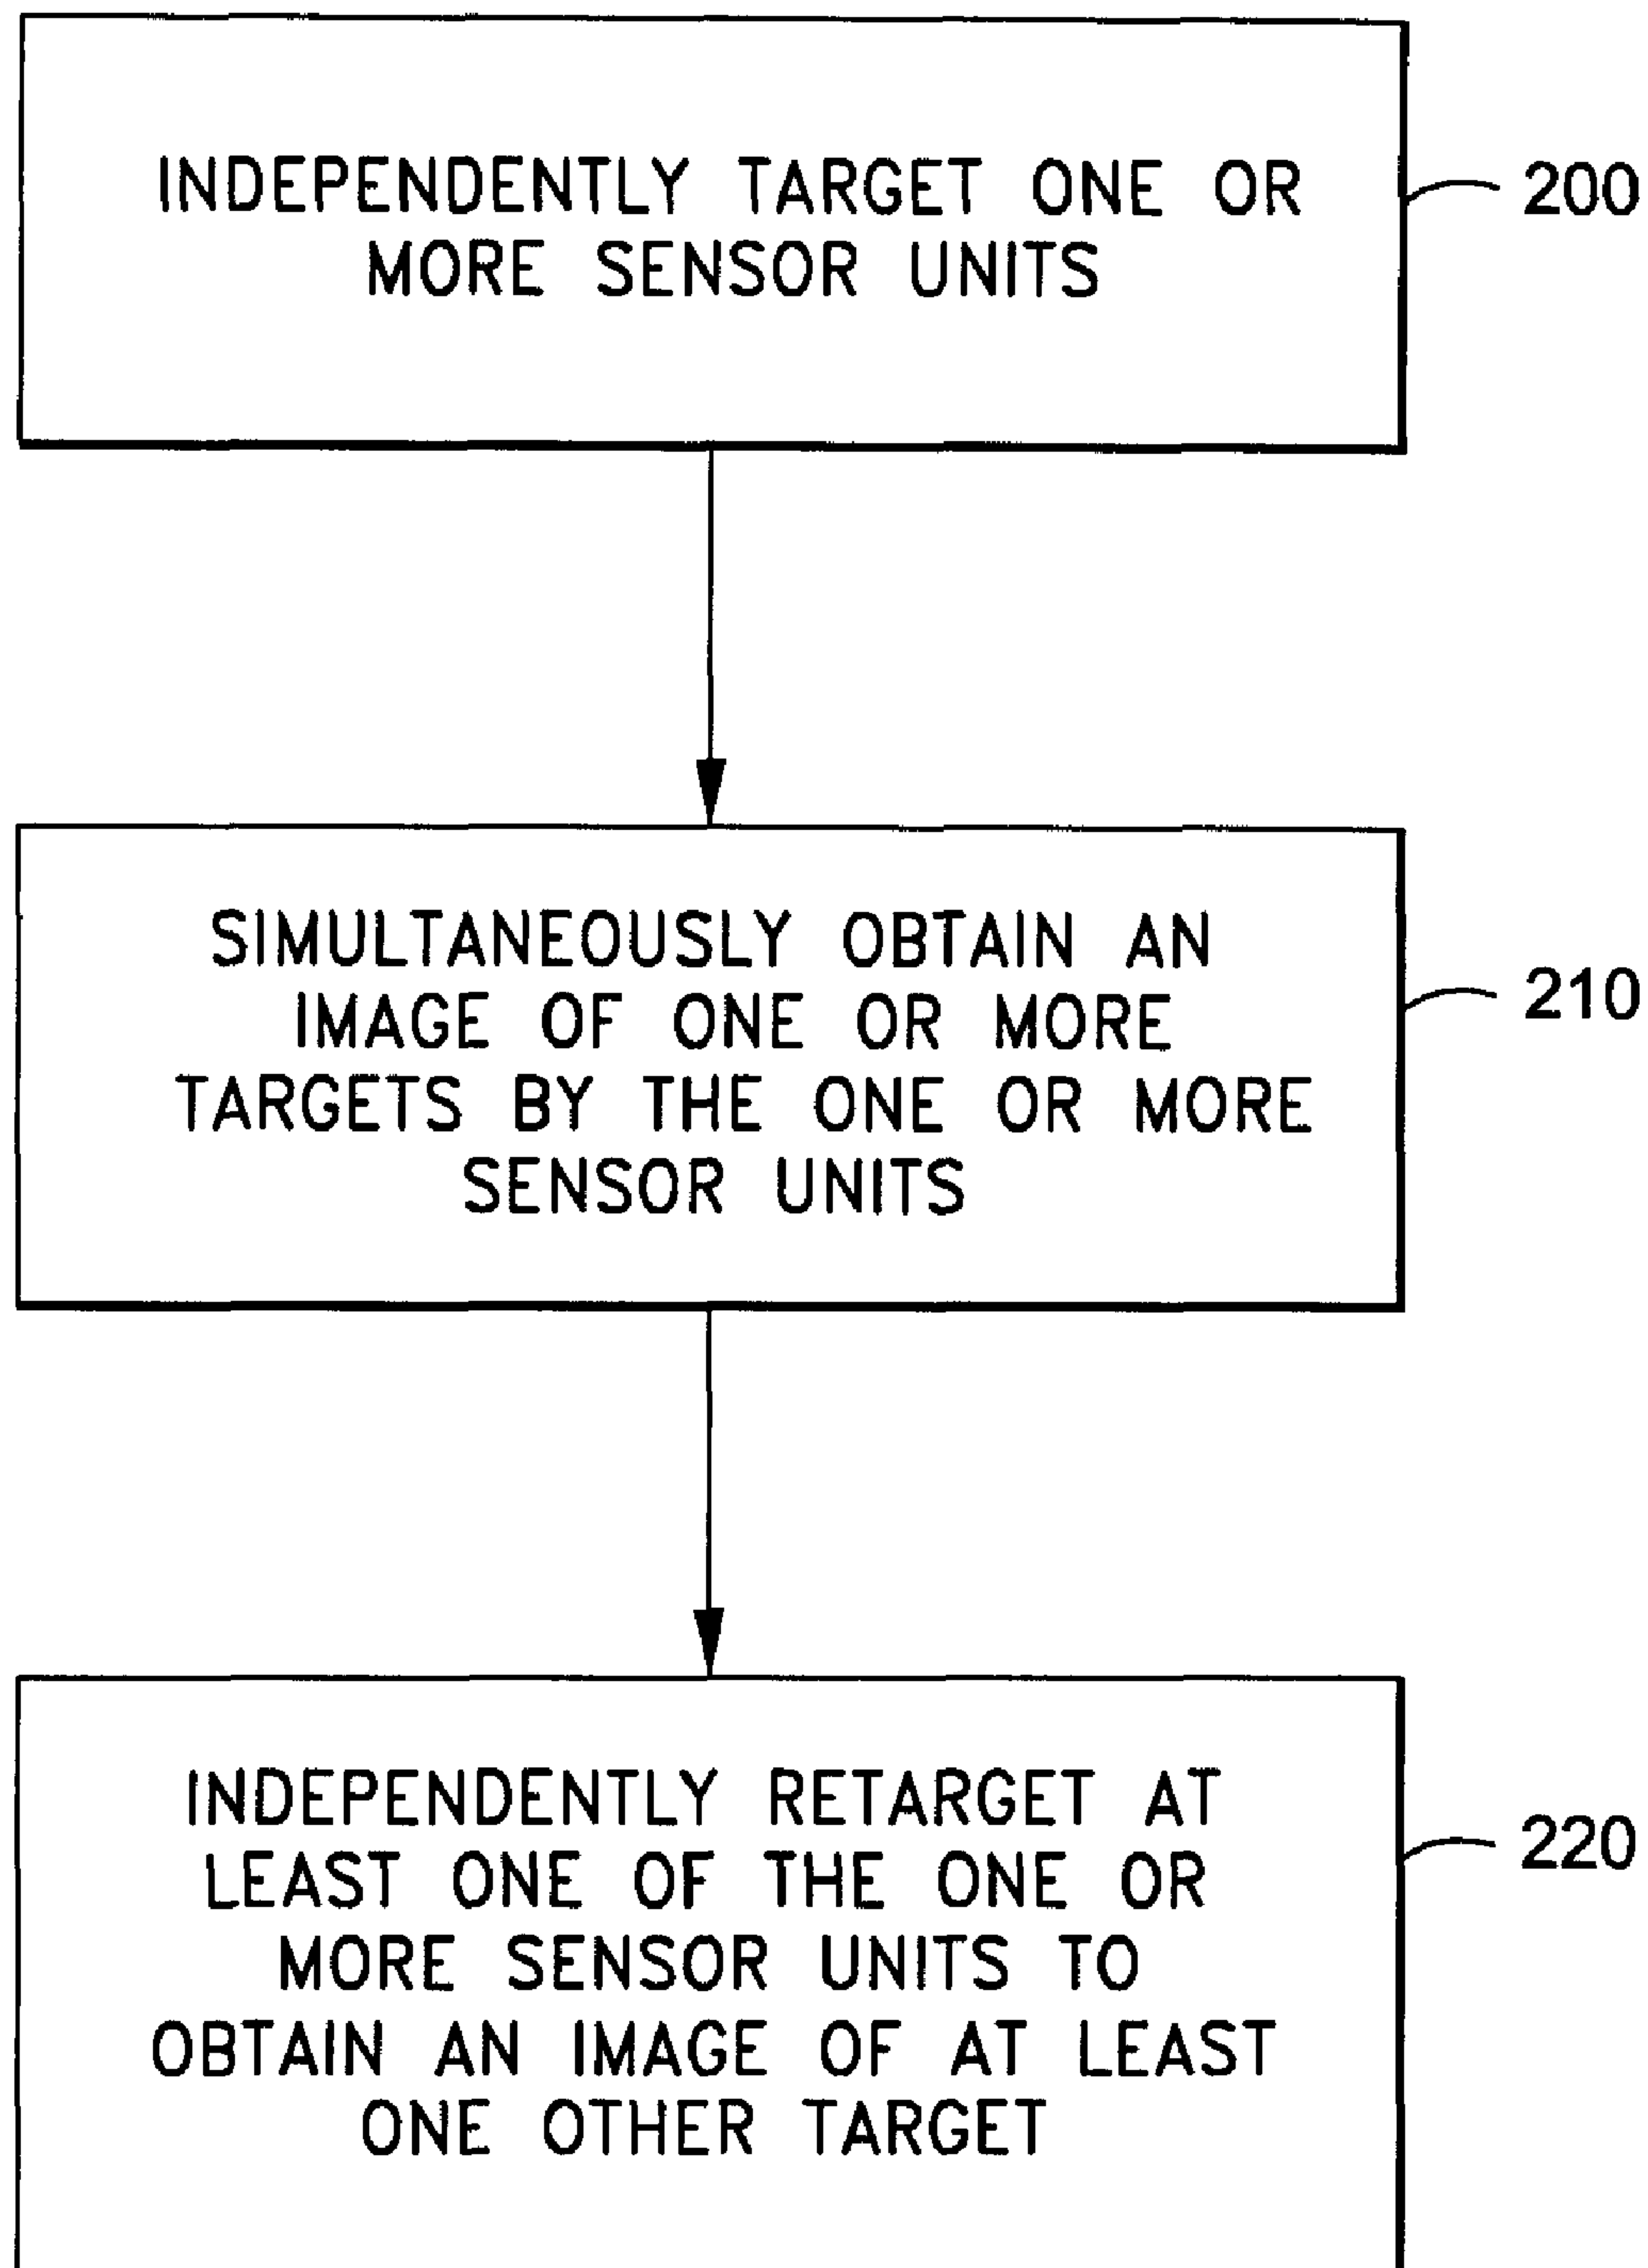 INDEPENDENTLY TARGET ONE OR
MORE SENSOR UNITS
200
SIMULTANEOUSLY OBTAIN AN
IMAGE OF ONE OR MORE
TARGETS BY THE ONE OR MORE
SENSOR UNITS
210
INDEPENDENTLY RETARGET AT
LEAST ONE OF THE ONE OR
MORE SENSOR UNITS TO
OBTAIN AN IMAGE OF AT LEAST
ONE OTHER TARGET
220